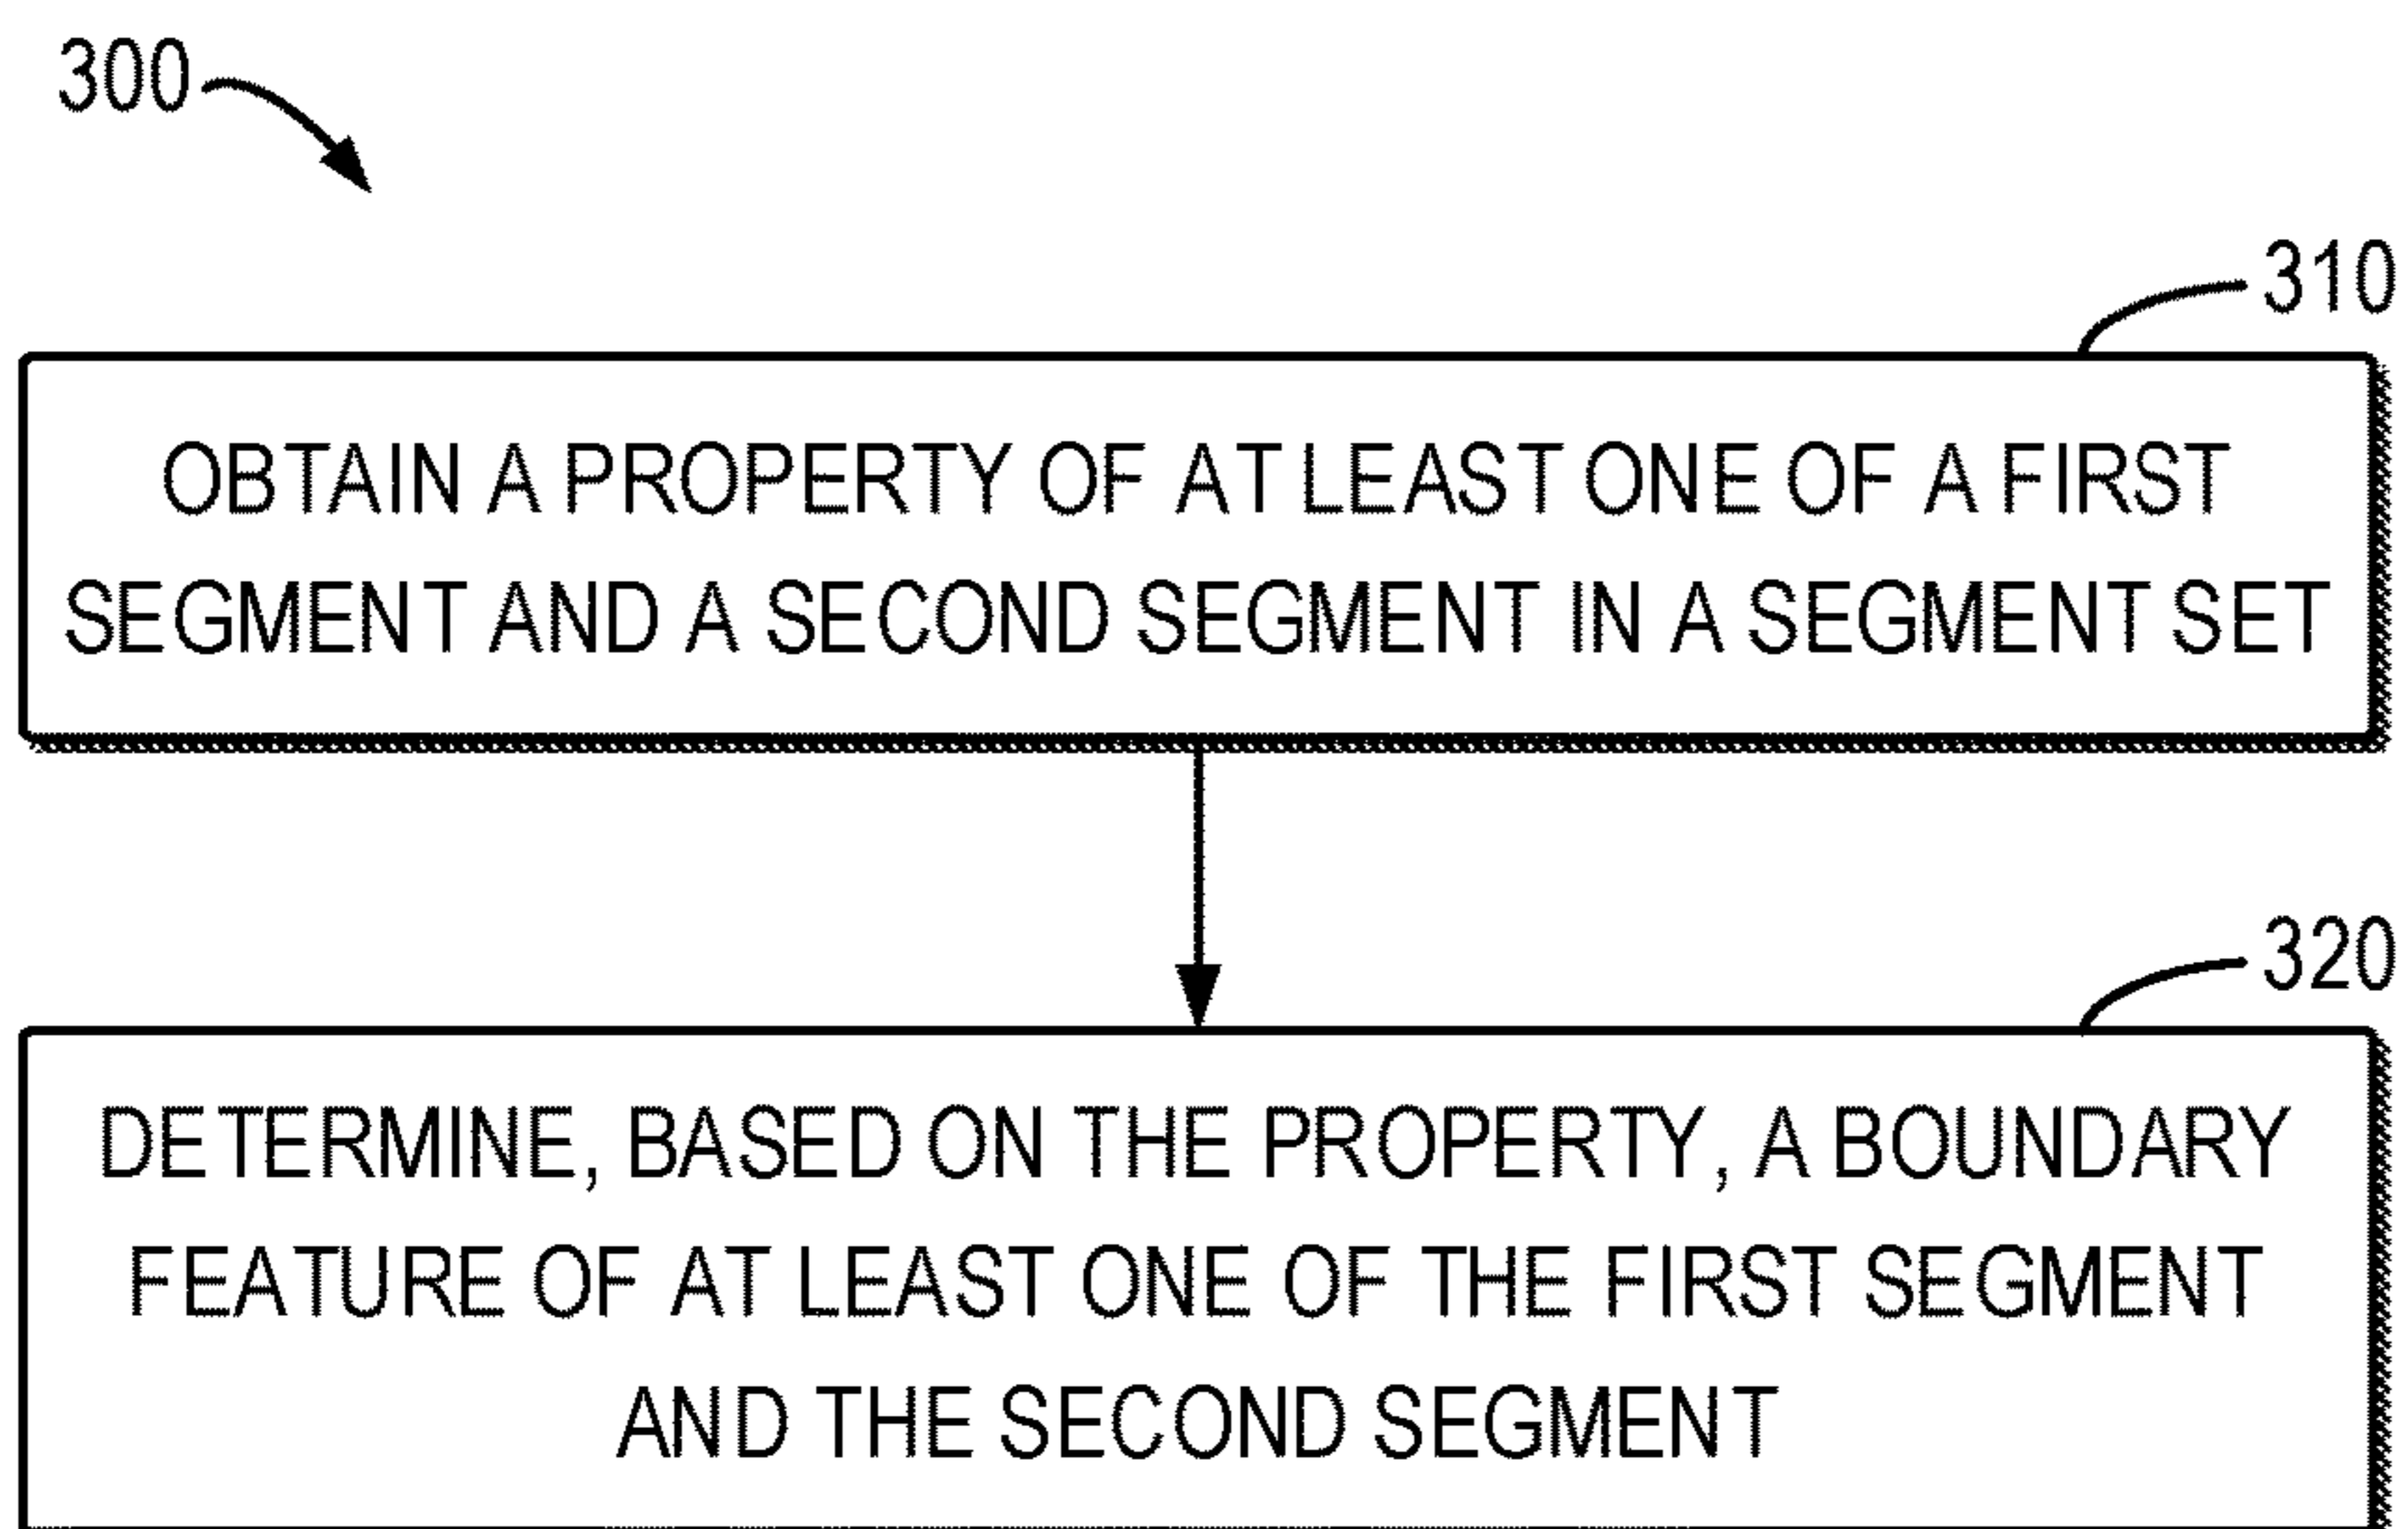 300
310
OBTAIN A PROPERTY OF AT LEAST ONE OF A FIRST
SEGMENT AND A SECOND SEGMENT IN A SEGMENT SET
320
DETERMINE, BASED ON THE PROPERTY, A BOUNDARY
FEATURE OF AT LEAST ONE OF THE FIRST SEGMENT
AND THE SECOND SEGMENT